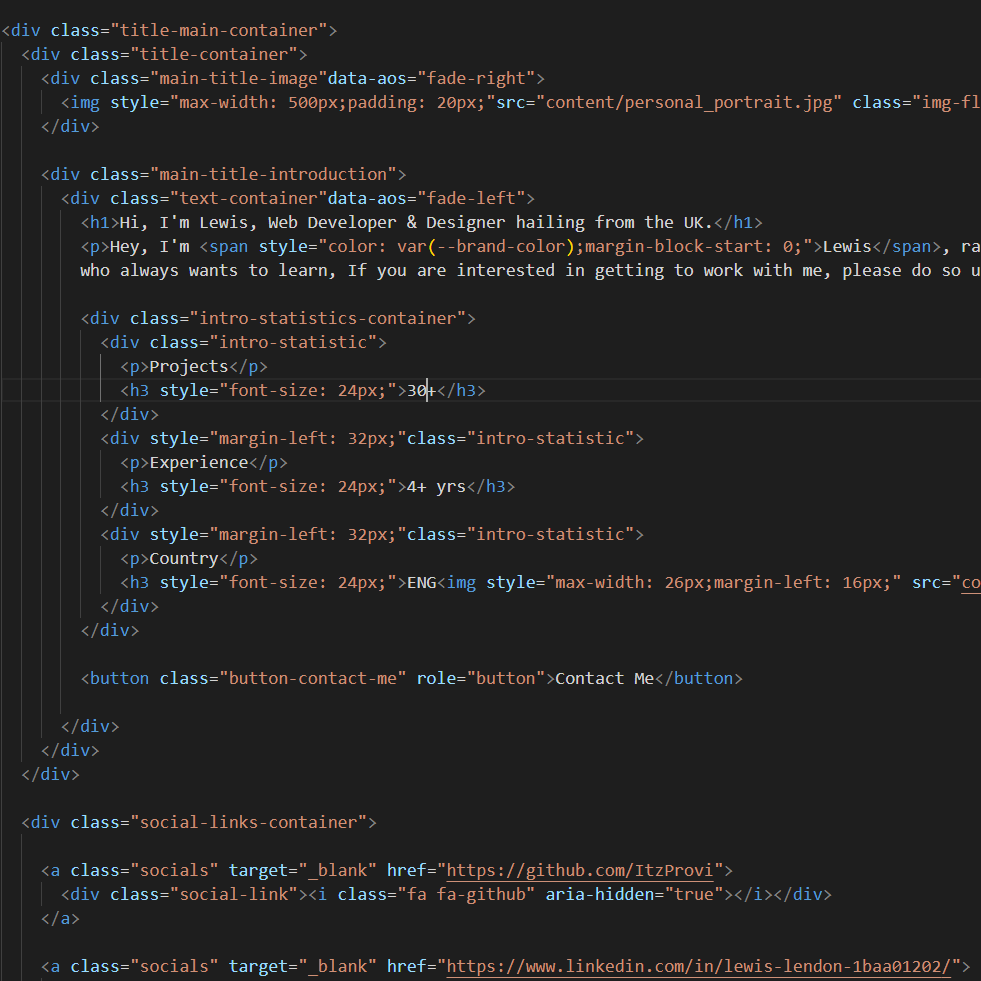 <div class="title-main-container">
<div class="title-container">
<div class="main-title-image"data-aos="fade-right">
<img style="max-width: 500px;padding: 20px;"src="content/personal_portrait.jpg" class="img-fl
</div>
<div class="main-title-introduction">
<div class="text-container"data-aos="fade-left">
<h1>Hi, I'm Lewis, Web Developer & Designer hailing from the UK.</h1>
<p>Hey, I'm <span style="color: var(--brand-color);margin-block-start: 0;">Lewis</span>, ra
who always wants to learn, If you are interested in getting to work with me, please do so u
<div class="intro-statistics-container">
<div class="intro-statistic">
<p>Projects</p>
<h3 style="font-size: 24px;">30+</h3>
</div>
<div style="margin-left: 32px;"class="intro-statistic">
<p>Experience</p>
<h3 style="font-size: 24px;">4+ yrs</h3>
</div>
<div style="margin-left: 32px;"class="intro-statistic">
<p>Country</p>
<h3 style="font-size: 24px;">ENG<img style="max-width: 26px;margin-left: 16px;" src="co
</div>
</div>
<button class="button-contact-me" role="button">Contact Me</button>
</div>
</div>
</div>
<div class="social-links-container">
<a class="socials" target="_blank" href="https://github.com/ItzProvi">
<div class="social-link"><i class="fa fa-github" aria-hidden="true"></i></div>
</a>
<a class="socials" target="_blank" href="https://www.linkedin.com/in/lewis-lendon-1baa01202/">